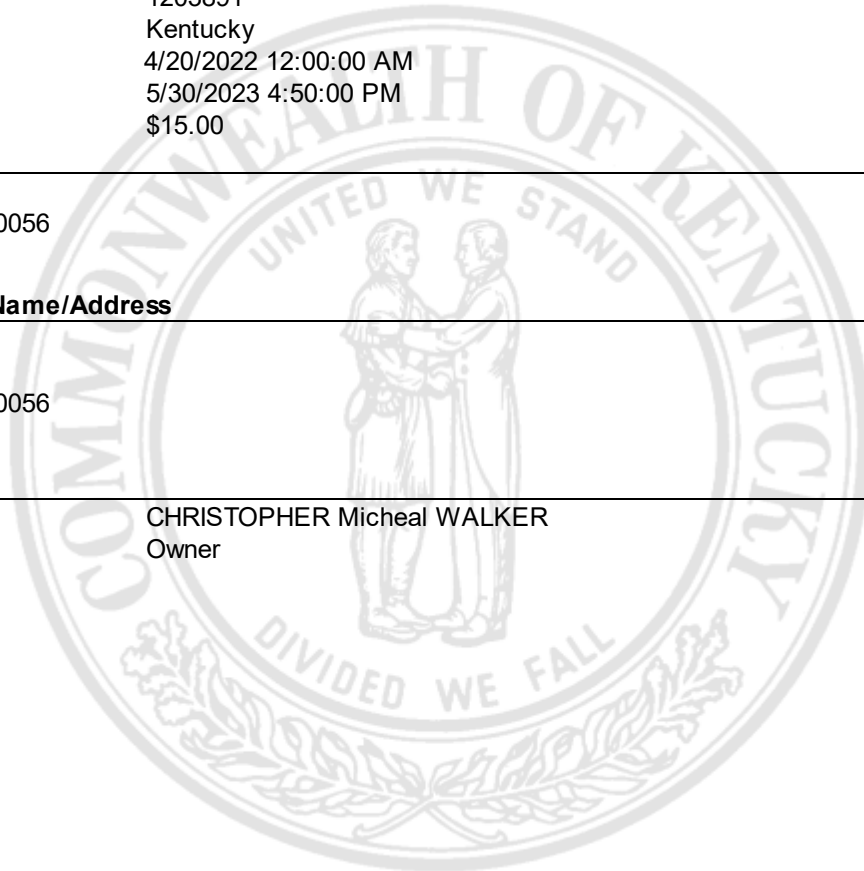 Kentucky
4/20/2022 12:00:00 AM
5/30/2023 4:50:00 PM
$15.00
COMMONWEALTH OF KENTUCKY
UNITED WE STAND
0056
Name/Address
0056
CHRISTOPHER Micheal WALKER
Owner
DIVIDED WE FALL